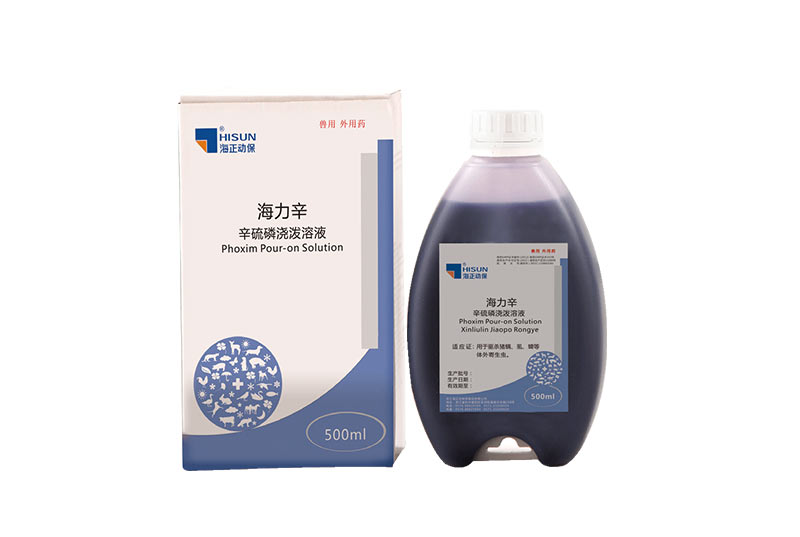 兽用 外用药
HISUN
海正动保
海力辛
辛硫磷浇泼溶液
Phoxim Pour-on Solution
500ml
兽用 外用药
HISUN
海正动保
海力辛
辛硫磷浇泼溶液
Phoxim Pour-on Solution
Xinliulin Jiaopo Rongye
适应证：用于驱杀猪螨、虱、蜱等
体外寄生虫。
生产批号：
生产日期：
有效期至：
500ml